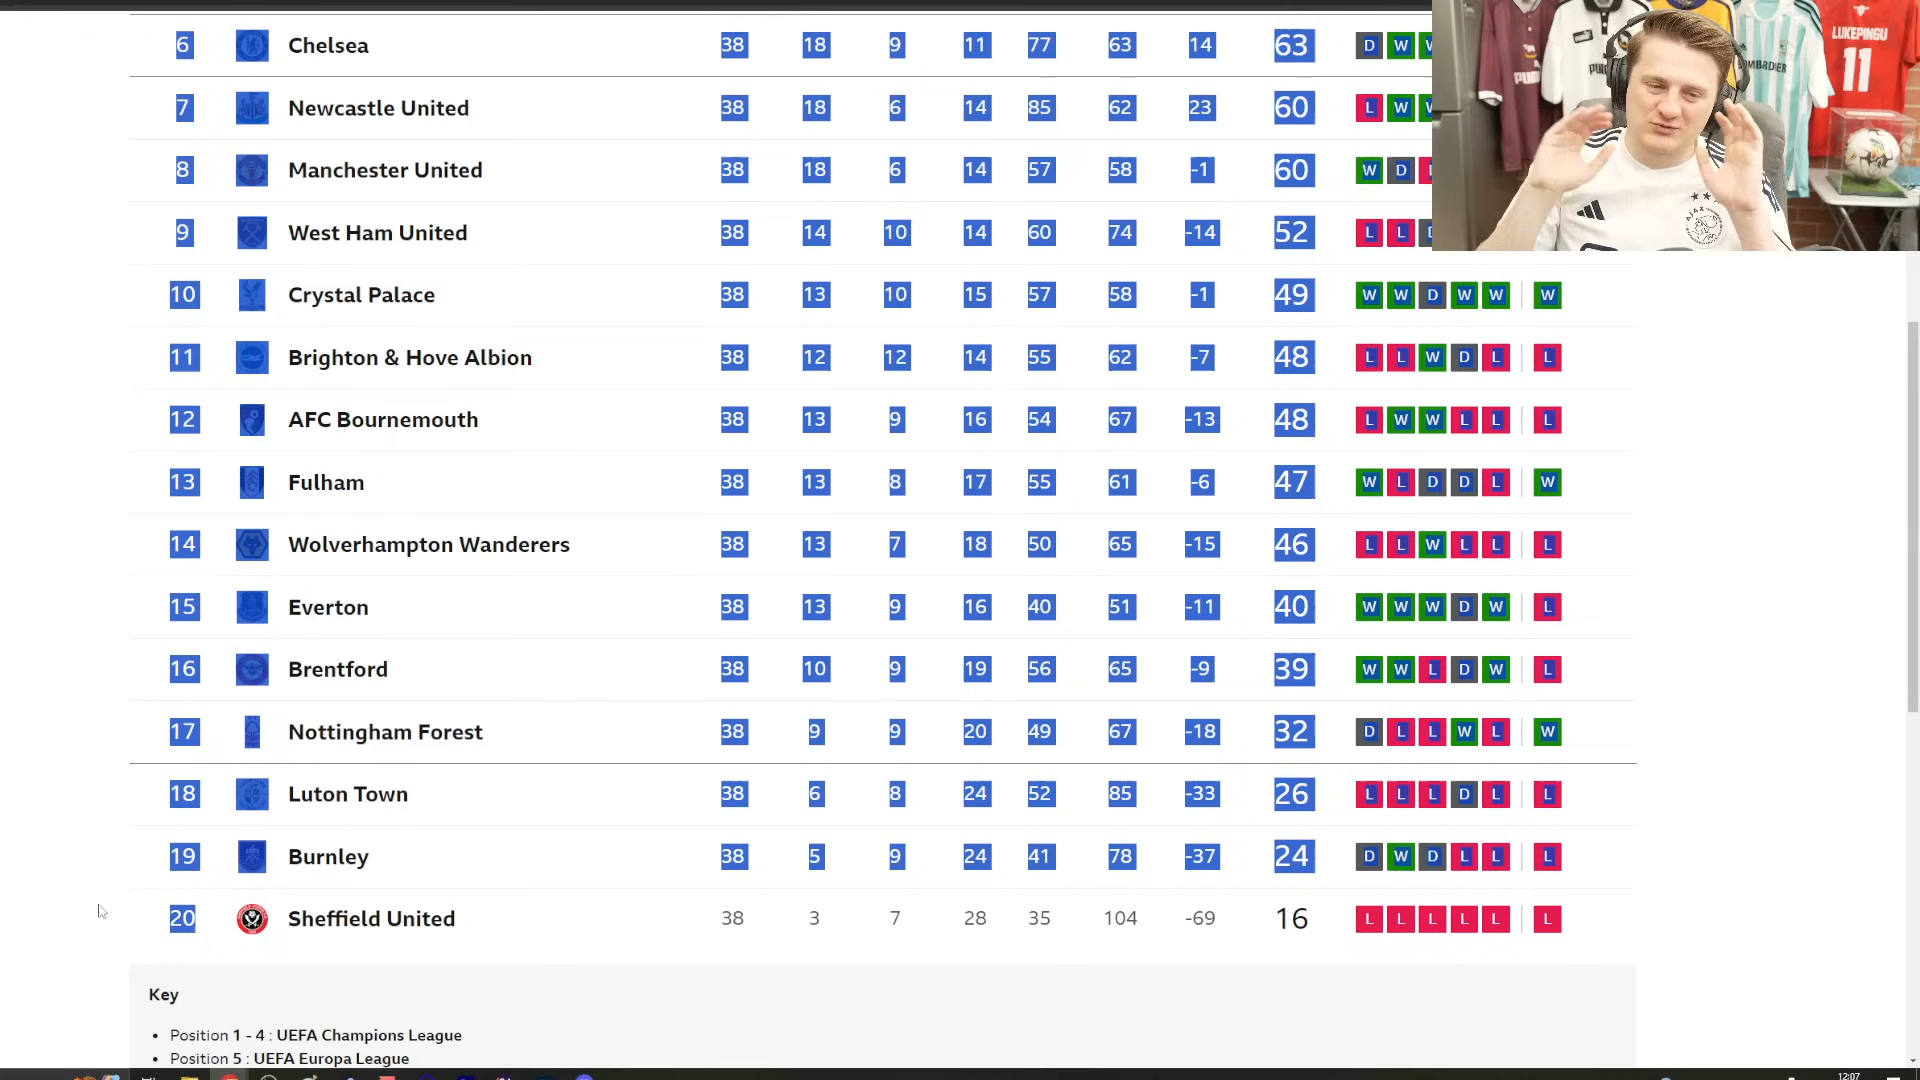 6 Chelsea 38 18 9 11 77 63 14 63 D W
7 Newcastle United 38 18 6 14 85 62 23 60 L W
8 Manchester United 38 18 6 14 57 58 -1 60 W D
9 West Ham United 38 14 10 14 60 74 -14 52 L L
10 Crystal Palace 38 13 10 15 57 58 -1 49 W W D W W W
11 Brighton & Hove Albion 38 12 12 14 55 62 -7 48 L L W D L L
12 AFC Bournemouth 38 13 9 16 54 67 -13 48 L W W L L L
13 Fulham 38 13 8 17 55 61 -6 47 W L D D L W
14 Wolverhampton Wanderers 38 13 7 18 50 65 -15 46 L L W L L L
15 Everton 38 13 9 16 40 51 -11 40 W W W D W L
16 Brentford 38 10 9 19 56 65 -9 39 W W L D W L
17 Nottingham Forest 38 9 9 20 49 67 -18 32 D L L W L W
18 Luton Town 38 6 8 24 52 85 -33 26 L L L D L L
19 Burnley 38 5 9 24 41 78 -37 24 D W D L L L
20 Sheffield United 38 3 7 28 35 104 -69 16 L L L L L L
Key
• Position 1 - 4 : UEFA Champions League
• Position 5 : UEFA Europa League
LUKEPINGU
11
AJAX
12:07